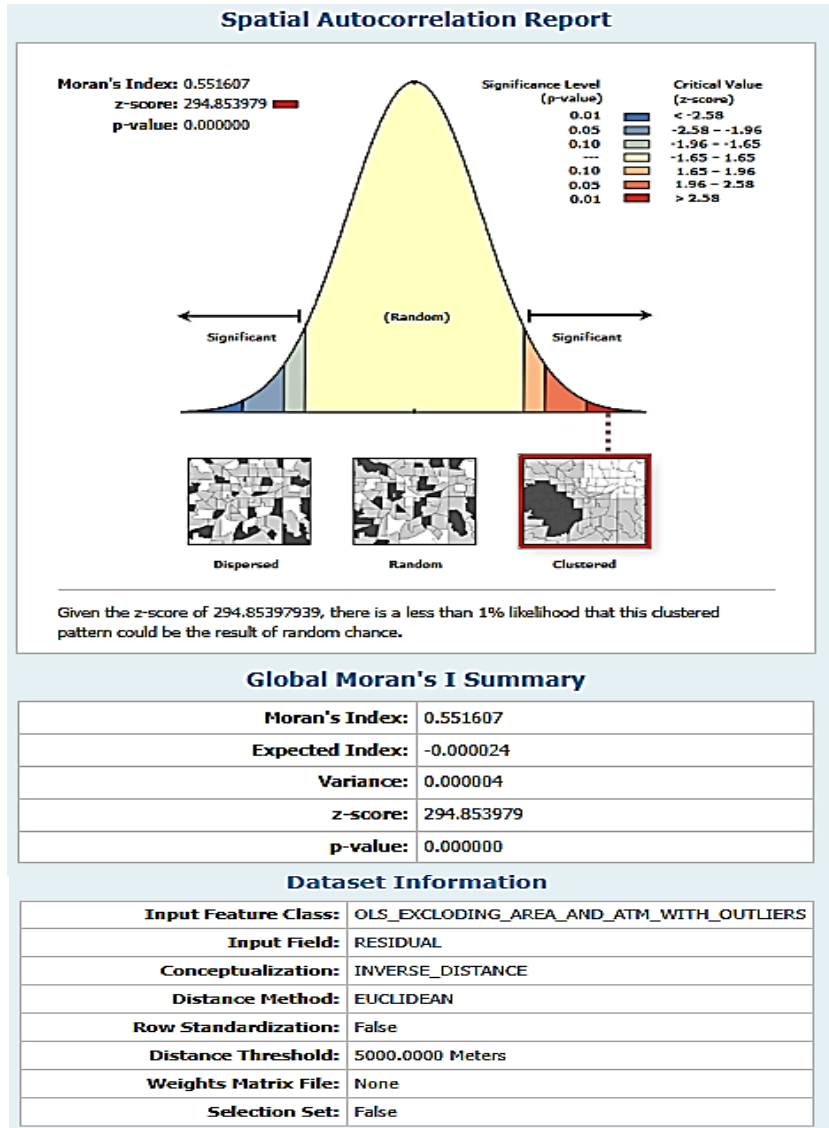 Spatial Autocorrelation Report
Moran's Index: 0.551607
z-score: 294.853979
p-value: 0.000000
Significance Level (p-value)
Critical Value (z-score)
0.01 < -2.58
0.05 -2.58 – -1.96
0.10 -1.96 – -1.65
--- -1.65 – 1.65
0.10 1.65 – 1.96
0.05 1.96 – 2.58
0.01 > 2.58
(Random)
Significant
Significant
Dispersed
Random
Clustered
Given the z-score of 294.85397939, there is a less than 1% likelihood that this clustered
pattern could be the result of random chance.
Global Moran's I Summary
Moran's Index: 0.551607
Expected Index: -0.000024
Variance: 0.000004
z-score: 294.853979
p-value: 0.000000
Dataset Information
Input Feature Class: OLS_EXCLODING_AREA_AND_ATM_WITH_OUTLIERS
Input Field: RESIDUAL
Conceptualization: INVERSE_DISTANCE
Distance Method: EUCLIDEAN
Row Standardization: False
Distance Threshold: 5000.0000 Meters
Weights Matrix File: None
Selection Set: False